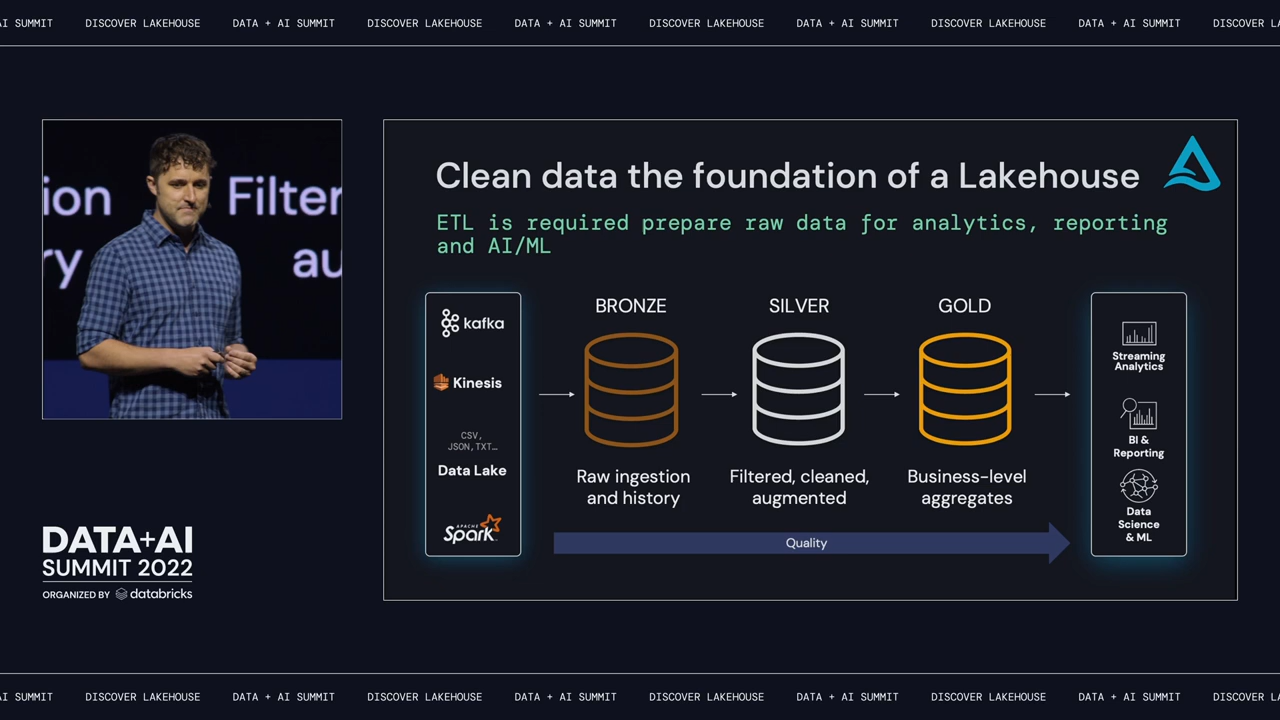 AI SUMMIT DISCOVER LAKEHOUSE DATA + AI SUMMIT DISCOVER LAKEHOUSE DATA + AI SUMMIT DISCOVER LAKEHOUSE DATA + AI SUMMIT DISCOVER LAKEHOUSE DATA + AI SUMMIT DISCOVER LA
ion Filter
ry au
Clean data the foundation of a Lakehouse
ETL is required prepare raw data for analytics, reporting
and AI/ML
kafka
Kinesis
CSV,
JSON,TXT…
Data Lake
APACHE
Spark
BRONZE
Raw ingestion
and history
SILVER
Filtered, cleaned,
augmented
GOLD
Business-level
aggregates
Quality
Streaming
Analytics
BI &
Reporting
Data
Science
& ML
DATA+AI
SUMMIT 2022
ORGANIZED BY databricks
AI SUMMIT DISCOVER LAKEHOUSE DATA + AI SUMMIT DISCOVER LAKEHOUSE DATA + AI SUMMIT DISCOVER LAKEHOUSE DATA + AI SUMMIT DISCOVER LAKEHOUSE DATA + AI SUMMIT DISCOVER LA